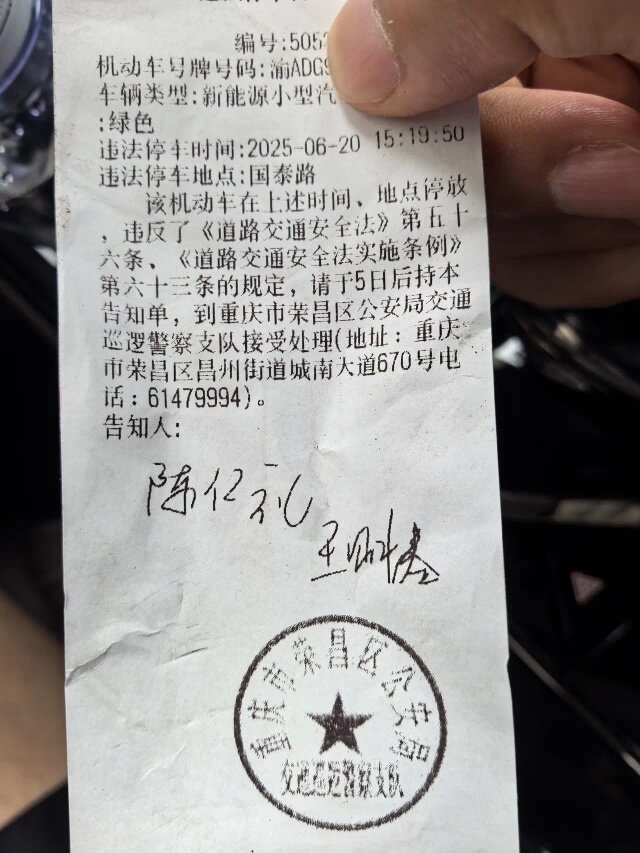 编号:505
机动车号牌号码:渝ADG9
车辆类型:新能源小型汽
:绿色
违法停车时间:2025-06-20 15:19:50
违法停车地点:国泰路
该机动车在上述时间、地点停放
，违反了《道路交通安全法》第五十
六条、《道路交通安全法实施条例》
第六十三条的规定，请于5日后持本
告知单，到重庆市荣昌区公安局交通
巡逻警察支队接受处理(地址：重庆
市荣昌区昌州街道城南大道670号电
话：61479994)。
告知人:
陈仁礼
重庆市荣昌区公安局
交通巡逻警察支队